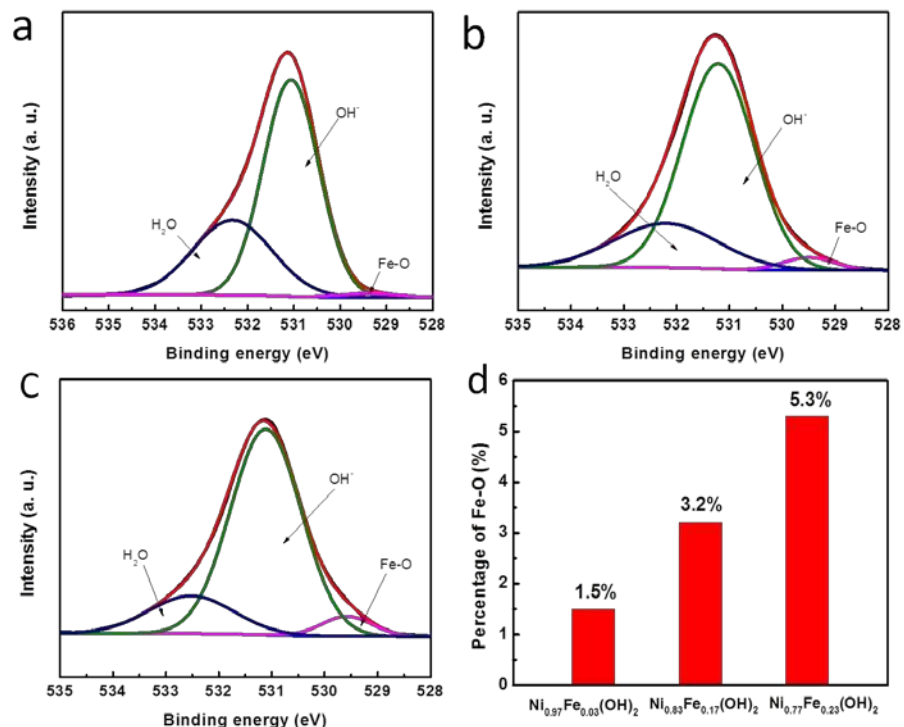 a
Intensity (a. u.)
OH⁻
H₂O
Fe-O
536 535 534 533 532 531 530 529 528
Binding energy (eV)
b
Intensity (a. u.)
OH⁻
H₂O
Fe-O
535 534 533 532 531 530 529 528
Binding energy (eV)
c
Intensity (a. u.)
OH⁻
H₂O
Fe-O
535 534 533 532 531 530 529 528
Binding energy (eV)
d
Percentage of Fe-O (%)
6
5
4
3
2
1
0
1.5%
3.2%
5.3%
Ni₀.₉₇Fe₀.₀₃(OH)₂ Ni₀.₈₃Fe₀.₁₇(OH)₂ Ni₀.₇₇Fe₀.₂₃(OH)₂